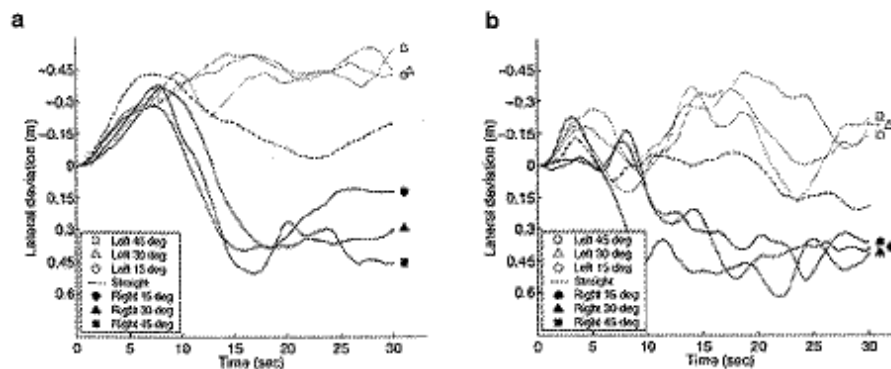 a
b
Lateral deviation (m)
-0.45
-0.3
-0.15
0
0.15
0.3
0.45
0.6
Left 45 deg
Left 30 deg
Left 15 deg
Straight
Right 15 deg
Right 30 deg
Right 45 deg
0 5 10 15 20 25 30
Time (sec)
Lateral deviation (m)
-0.45
-0.3
-0.15
0
0.15
0.3
0.45
0.6
Left 45 deg
Left 30 deg
Left 15 deg
Straight
Right 15 deg
Right 30 deg
Right 45 deg
0 5 10 15 20 25 30
Time (sec)